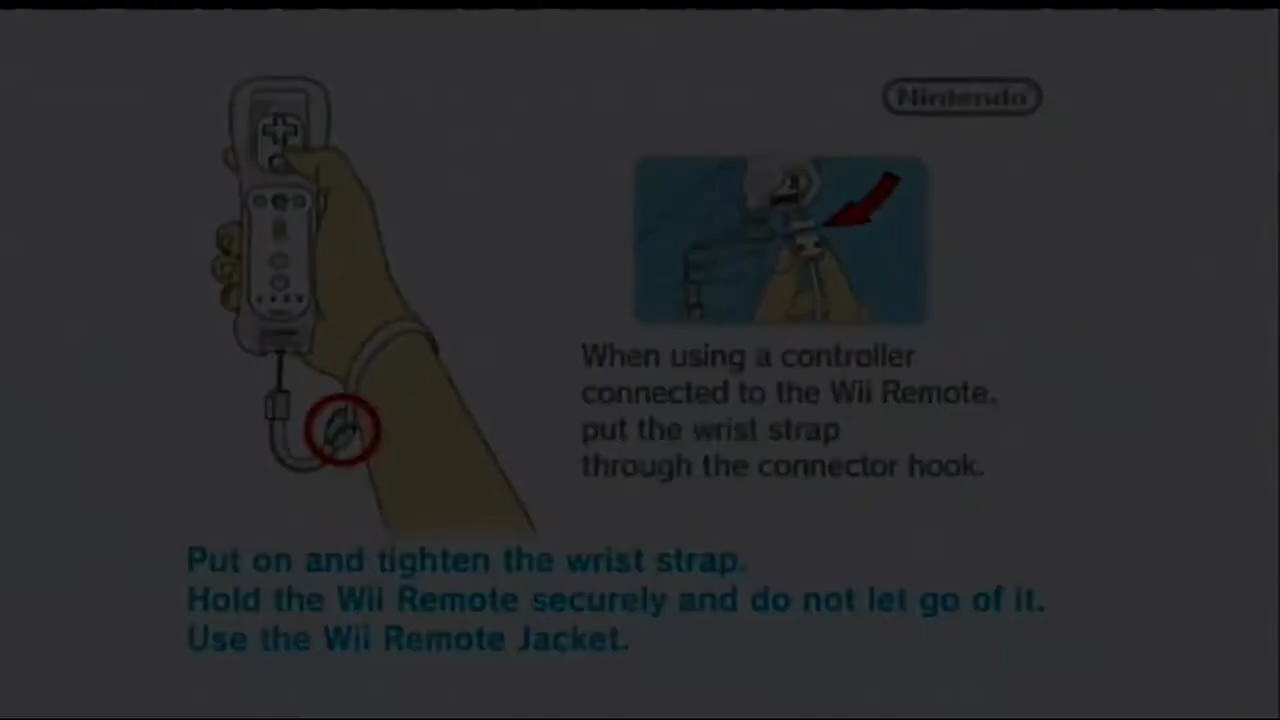 Nintendo
When using a controller
connected to the Wii Remote,
put the wrist strap
through the connector hook.
Put on and tighten the wrist strap.
Hold the Wii Remote securely and do not let go of it.
Use the Wii Remote Jacket.